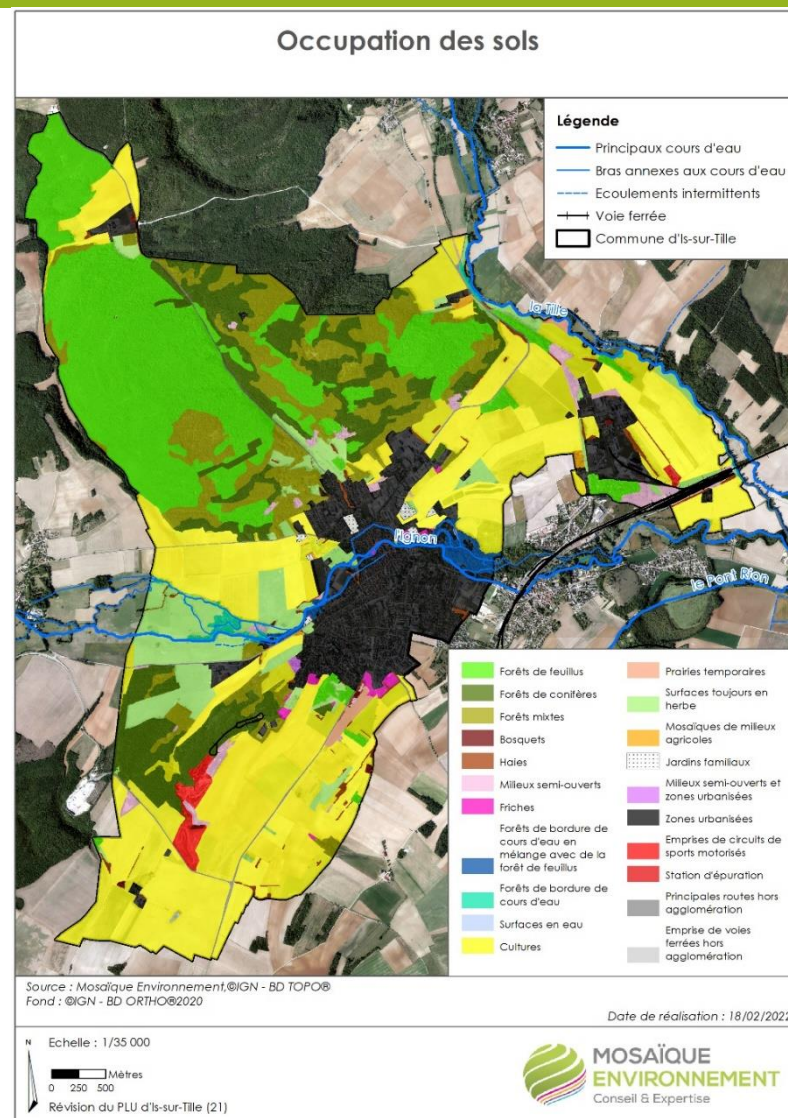 Occupation des sols
Légende
Principaux cours d'eau
Bras annexes aux cours d'eau
Ecoulements intermittents
Voie ferrée
Commune d'Is-sur-Tille
la Tille
l'Ignon
le Pont Rion
Forêts de feuillus
Forêts de conifères
Forêts mixtes
Bosquets
Haies
Milieux semi-ouverts
Friches
Forêts de bordure de
cours d'eau en
mélange avec de la
forêt de feuillus
Forêts de bordure de
cours d'eau
Surfaces en eau
Cultures
Prairies temporaires
Surfaces toujours en
herbe
Mosaïques de milieux
agricoles
Jardins familiaux
Milieux semi-ouverts et
zones urbanisées
Zones urbanisées
Emprises de circuits de
sports motorisés
Station d'épuration
Principales routes hors
agglomération
Emprise de voies
ferrées hors
agglomération
Source : Mosaïque Environnement,©IGN - BD TOPO®
Fond : ©IGN - BD ORTHO®2020
Date de réalisation : 18/02/2022
N
Echelle : 1/35 000
Mètres
0 250 500
Révision du PLU d'Is-sur-Tille (21)
MOSAÏQUE
ENVIRONNEMENT
Conseil & Expertise